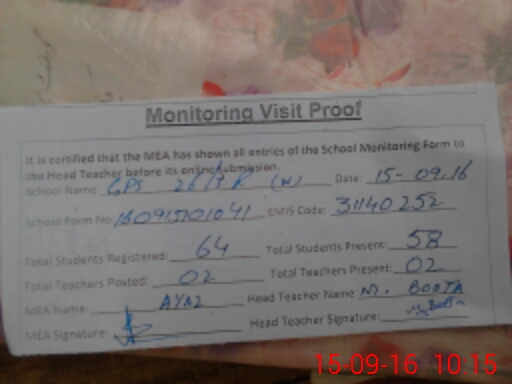 Monitoring Visit Proof
It is certified that the MEA has shown all entries of the School Monitoring Form to
the Head Teacher before its online submission.
School Name: GPS 26/3R (W) Date: 15-09.16
School Form No: 160915101041 EMIS Code: 31140252
Total Students Registered: 64 Total Students Present: 58
Total Teachers Posted: 02 Total Teachers Present: 02
MEA Name: AYAZ Head Teacher Name M. BOOTA
MEA Signature: Head Teacher Signature:
15-09-16 10:15